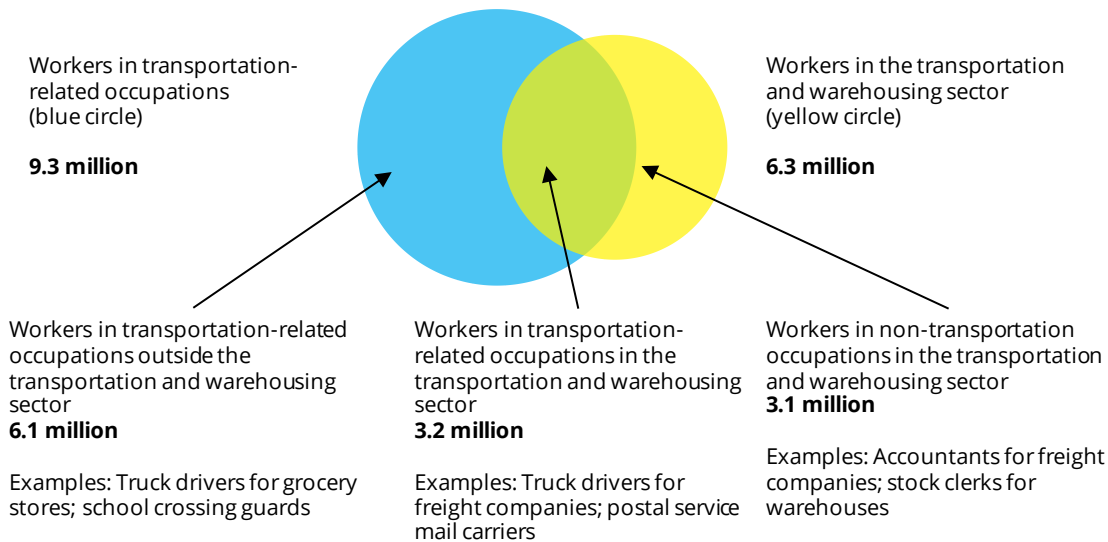 Workers in transportation-
related occupations
(blue circle)
9.3 million
Workers in the transportation
and warehousing sector
(yellow circle)
6.3 million
Workers in transportation-related
occupations outside the
transportation and warehousing
sector
6.1 million
Examples: Truck drivers for grocery
stores; school crossing guards
Workers in transportation-
related occupations in the
transportation and warehousing
sector
3.2 million
Examples: Truck drivers for
freight companies; postal service
mail carriers
Workers in non-transportation
occupations in the transportation
and warehousing sector
3.1 million
Examples: Accountants for freight
companies; stock clerks for
warehouses